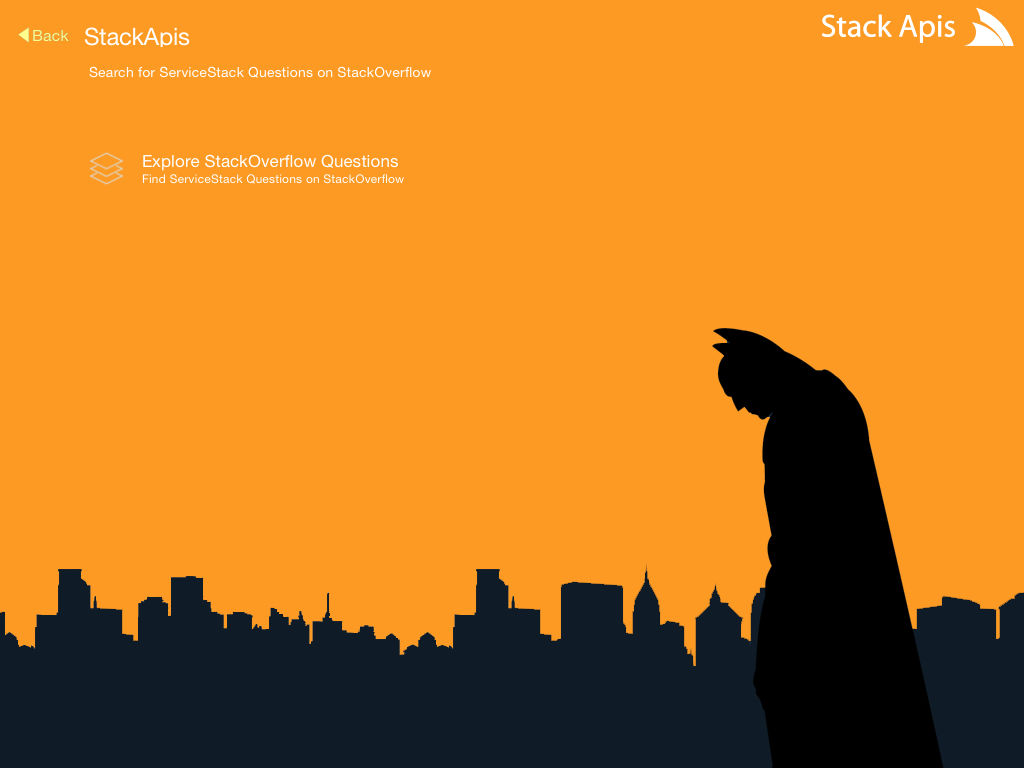 Back
StackApis
Stack Apis
Search for ServiceStack Questions on StackOverflow
Explore StackOverflow Questions
Find ServiceStack Questions on StackOverflow